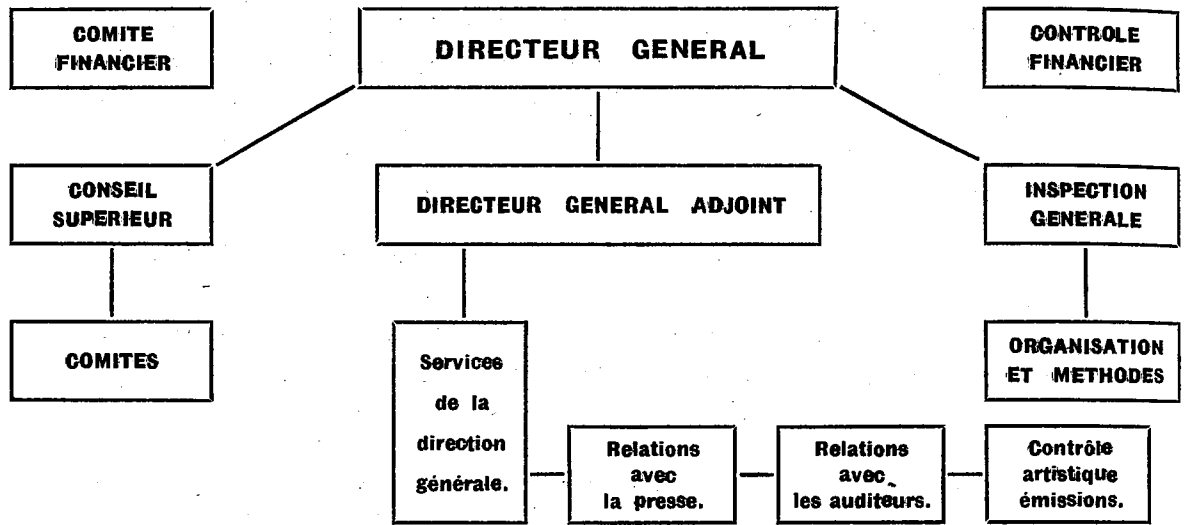 COMITE
FINANCIER
DIRECTEUR GENERAL
CONTROLE
FINANCIER
CONSEIL
SUPERIEUR
DIRECTEUR GENERAL ADJOINT
INSPECTION
GENERALE
COMITES
Services
de la
direction
générale.
ORGANISATION
ET METHODES
Relations
avec
la presse.
Relations
avec
les auditeurs.
Contrôle
artistique
émissions.